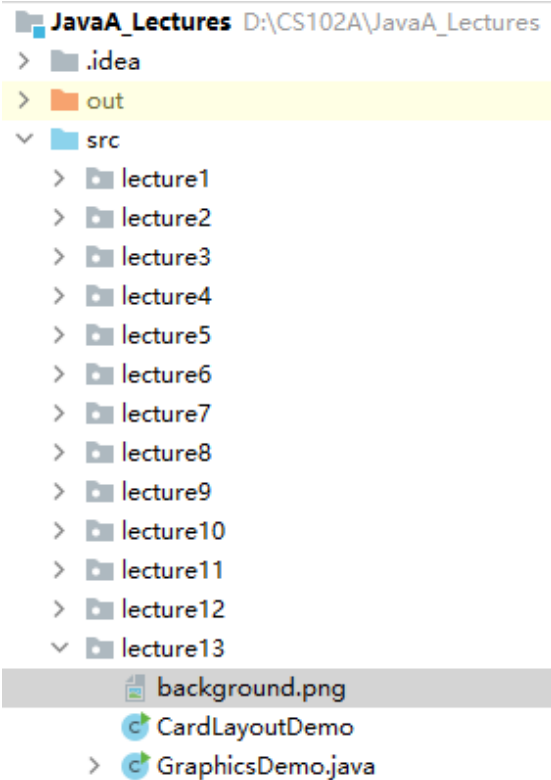 JavaA_Lectures D:\CS102A\JavaA_Lectures
.idea
out
src
lecture1
lecture2
lecture3
lecture4
lecture5
lecture6
lecture7
lecture8
lecture9
lecture10
lecture11
lecture12
lecture13
background.png
CardLayoutDemo
GraphicsDemo.java